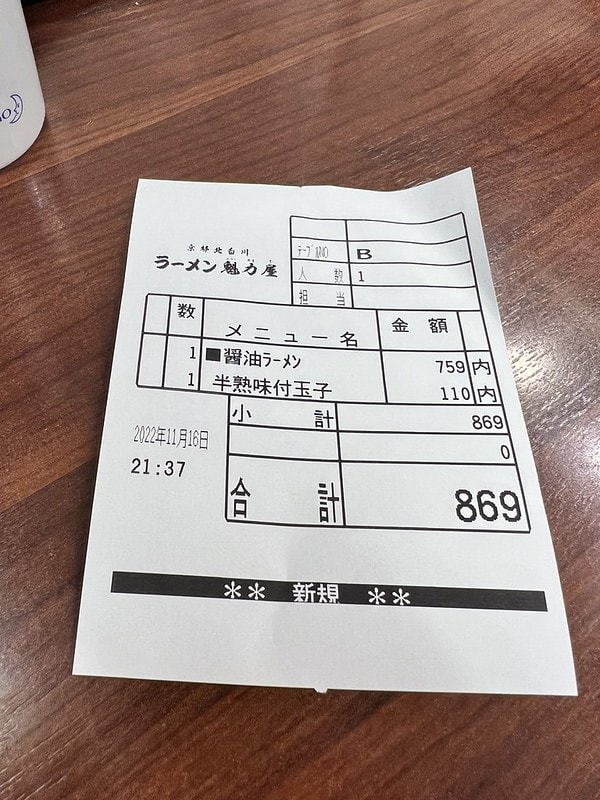 京都北白川
ラーメン魁力屋
ﾃｰﾌﾞﾙNO B
人数 1
担当
数 メニュー名 金額
1 ■醤油ﾗｰﾒﾝ 759 内
1 半熟味付玉子 110 内
小計 869
0
2022年11月16日
21:37
合計 869
** 新規 **